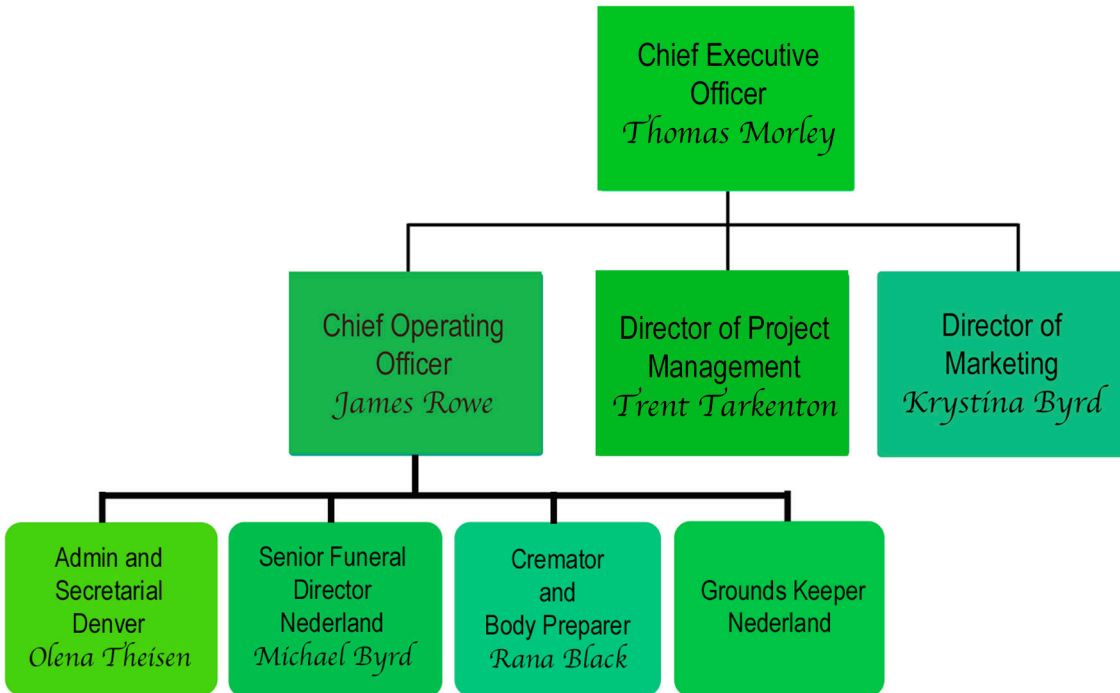 Chief Executive
Officer
Thomas Morley
Chief Operating
Officer
James Rowe
Director of Project
Management
Trent Tarkenton
Director of
Marketing
Krystina Byrd
Admin and
Secretarial
Denver
Olena Theisen
Senior Funeral
Director
Nederland
Michael Byrd
Cremator
and
Body Preparer
Rana Black
Grounds Keeper
Nederland